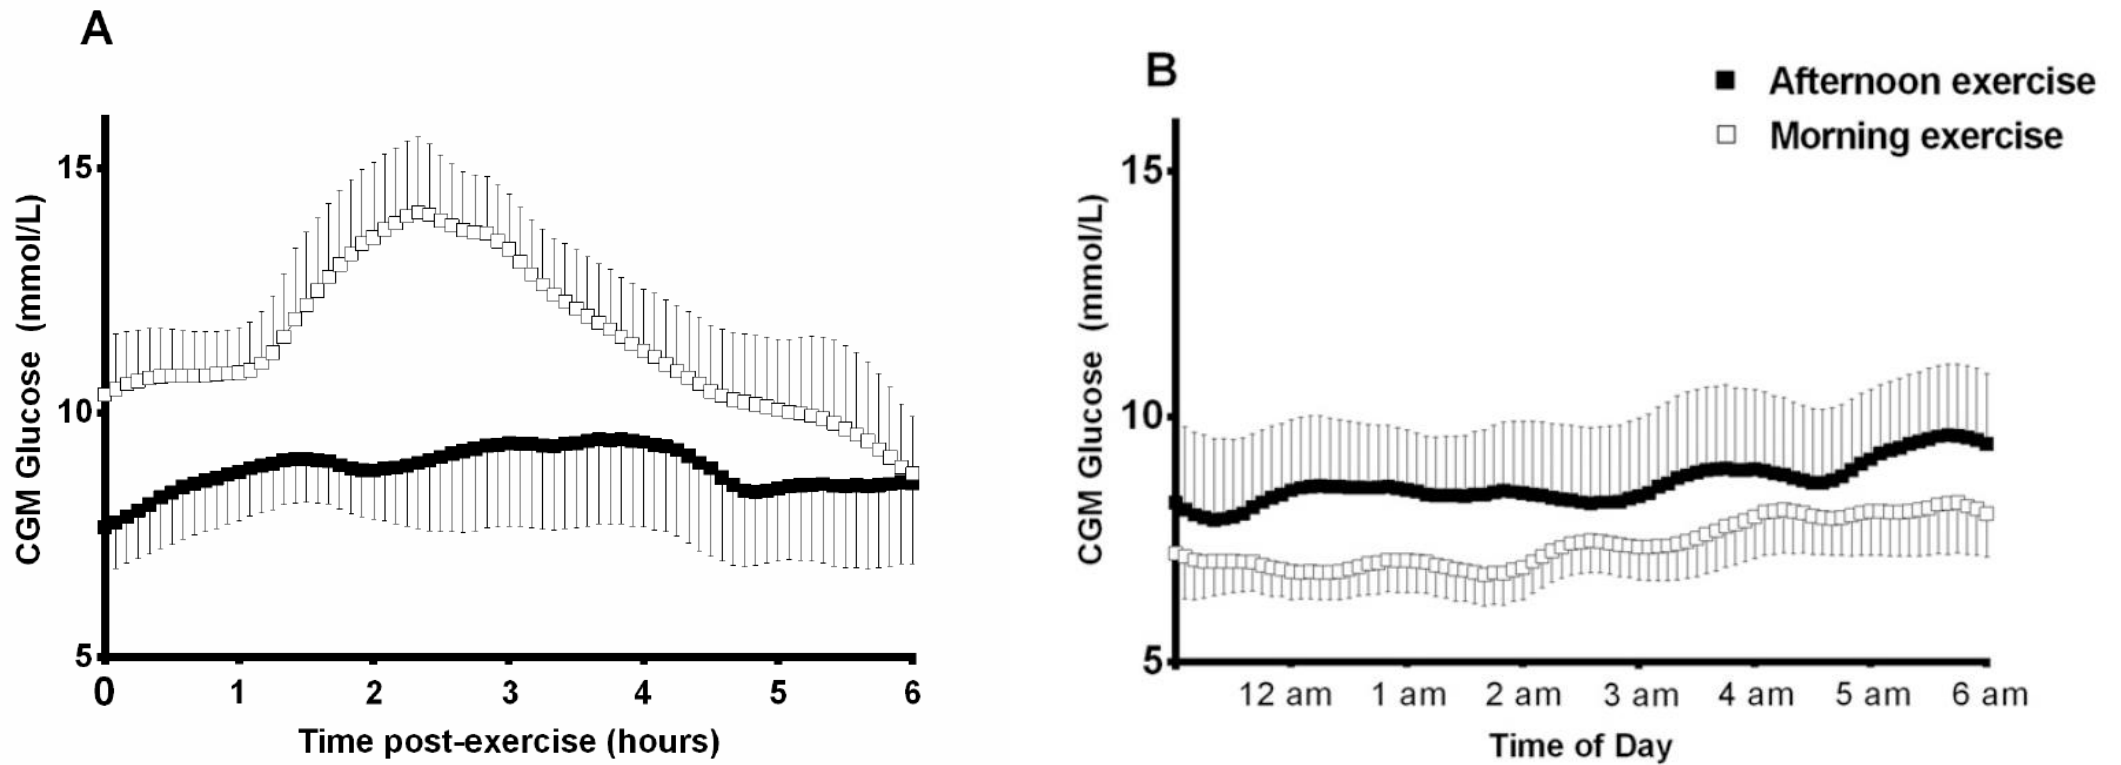 A
15
10
5
CGM Glucose (mmol/L)
0 1 2 3 4 5 6
Time post-exercise (hours)
B
Afternoon exercise
Morning exercise
15
10
5
CGM Glucose (mmol/L)
12 am 1 am 2 am 3 am 4 am 5 am 6 am
Time of Day